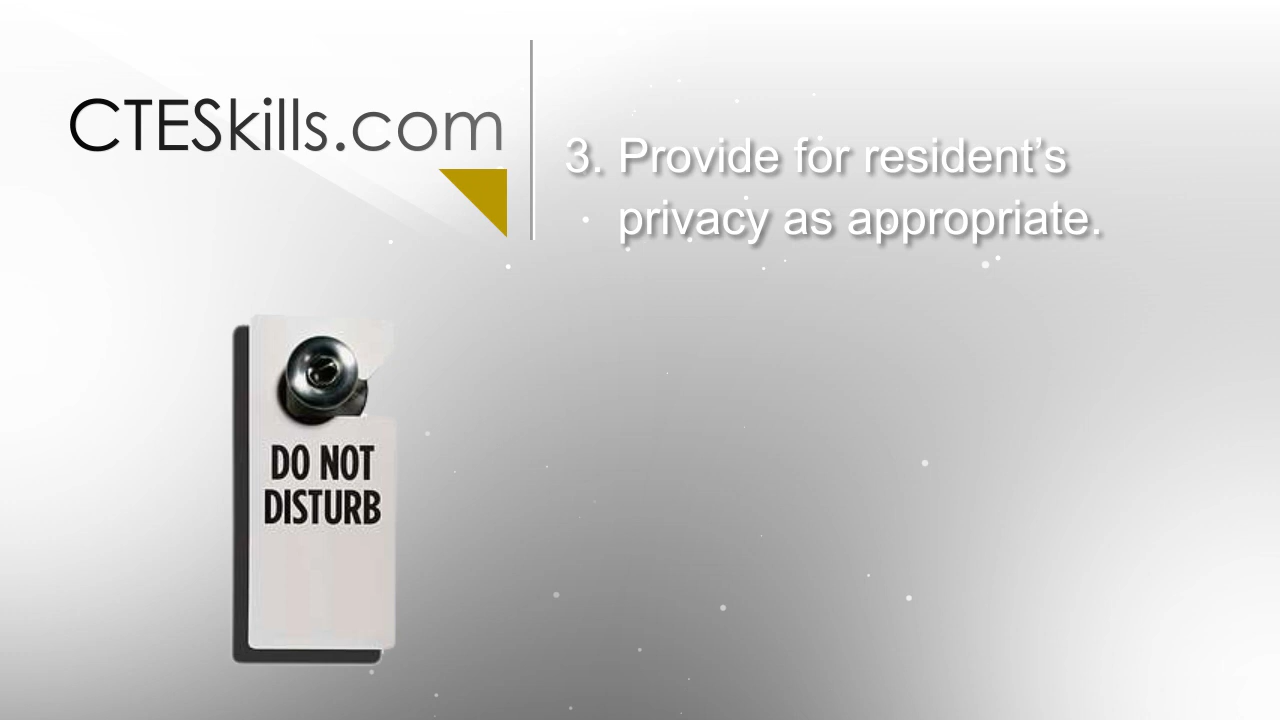 CTESkills.com
3. Provide for resident’s
privacy as appropriate.
DO NOT
DISTURB